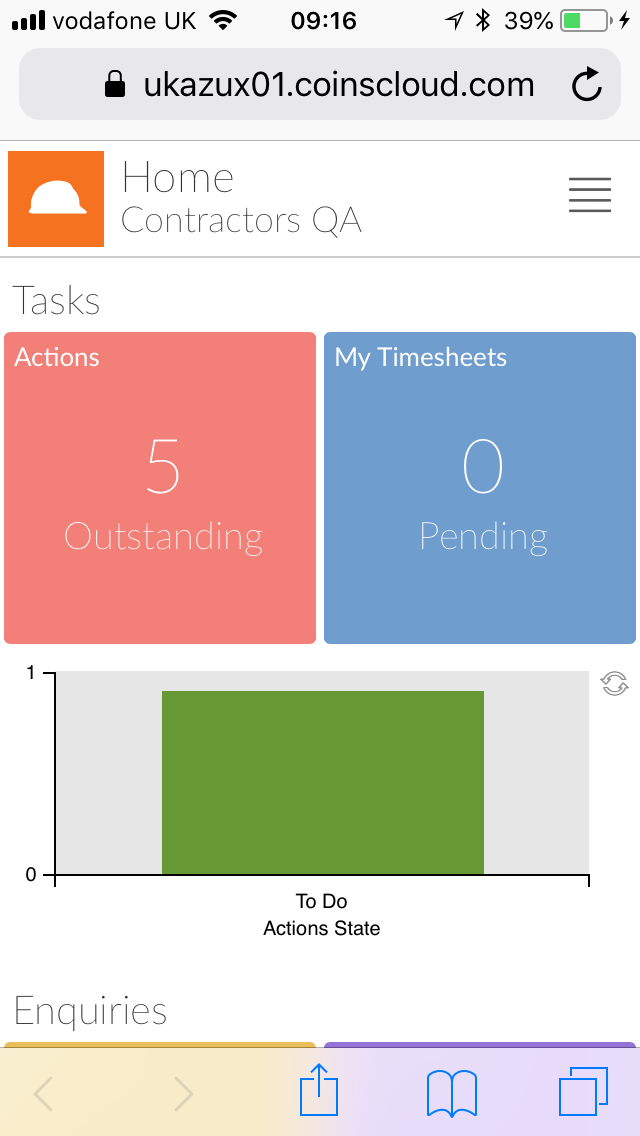 vodafone UK 09:16 39%
ukazux01.coinscloud.com
Home
Contractors QA
Tasks
Actions
5
Outstanding
My Timesheets
0
Pending
1
0
To Do
Actions State
Enquiries